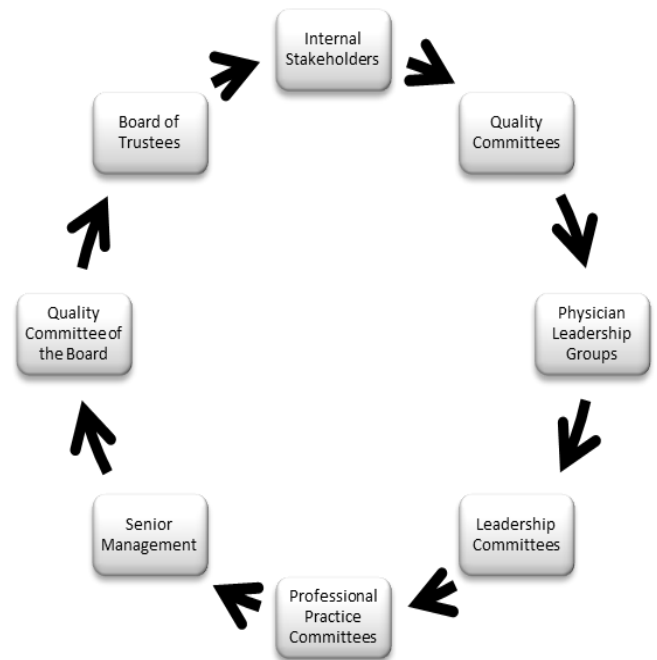 Internal
Stakeholders
Quality
Committees
Physician
Leadership
Groups
Leadership
Committees
Professional
Practice
Committees
Senior
Management
Quality
Committee of
the Board
Board of
Trustees